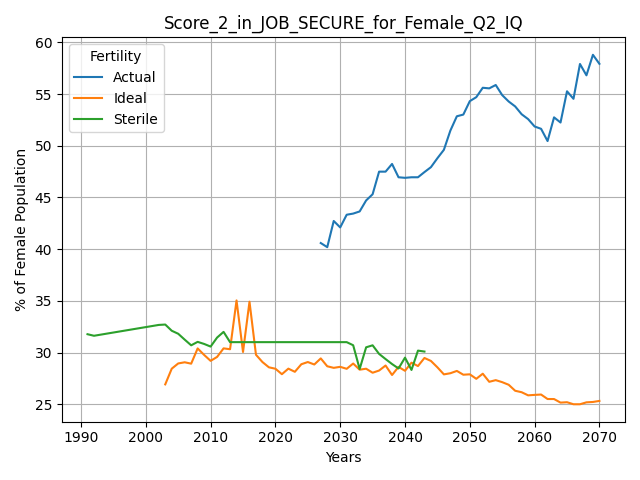 Score_2_in_JOB_SECURE_for_Female_Q2_IQ
Fertility
Actual
Ideal
Sterile
% of Female Population
60
55
50
45
40
35
30
25
1990 2000 2010 2020 2030 2040 2050 2060 2070
Years